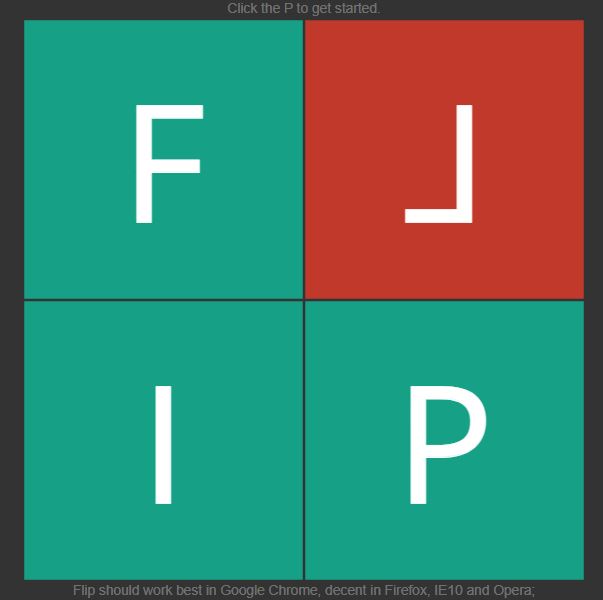 Click the P to get started.
F L
I P
Flip should work best in Google Chrome, decent in Firefox, IE10 and Opera;